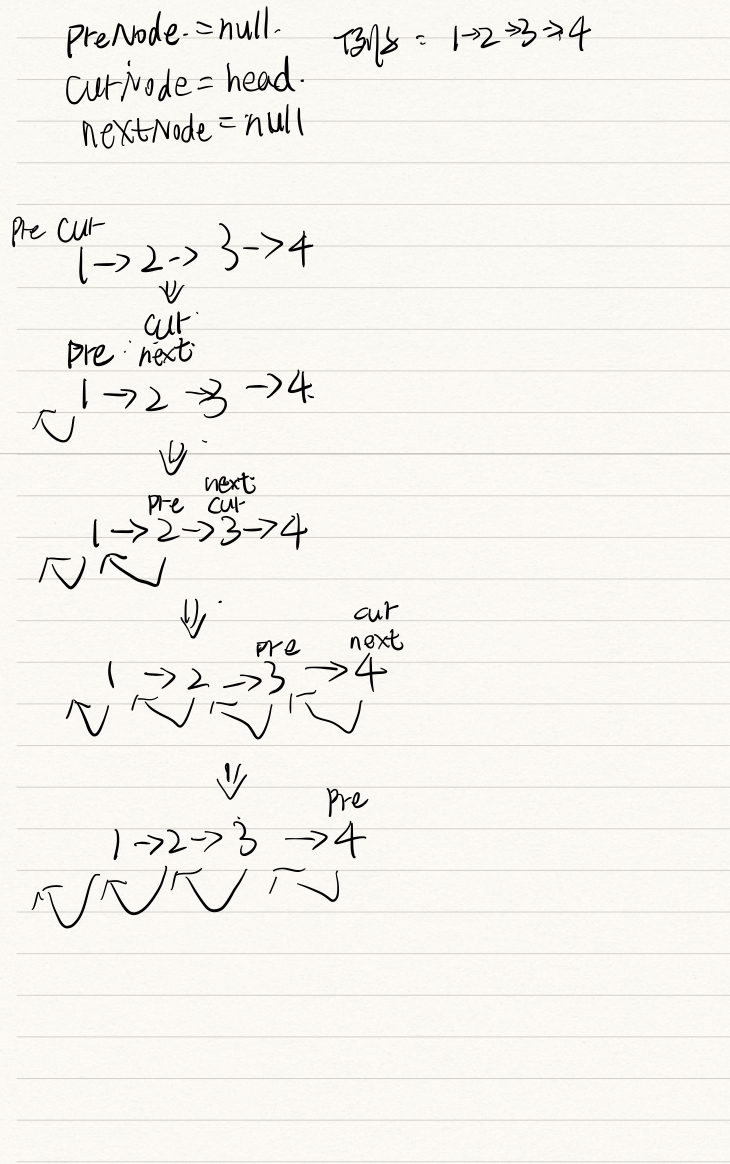 preNode = null.
例如 = 1->2->3->4
curNode = head.
nextNode = null
pre cur
1->2->3->4
cur
pre next
1->2->3->4
next
pre cur
1->2->3->4
cur
pre next
1->2->3->4
pre
1->2->3->4